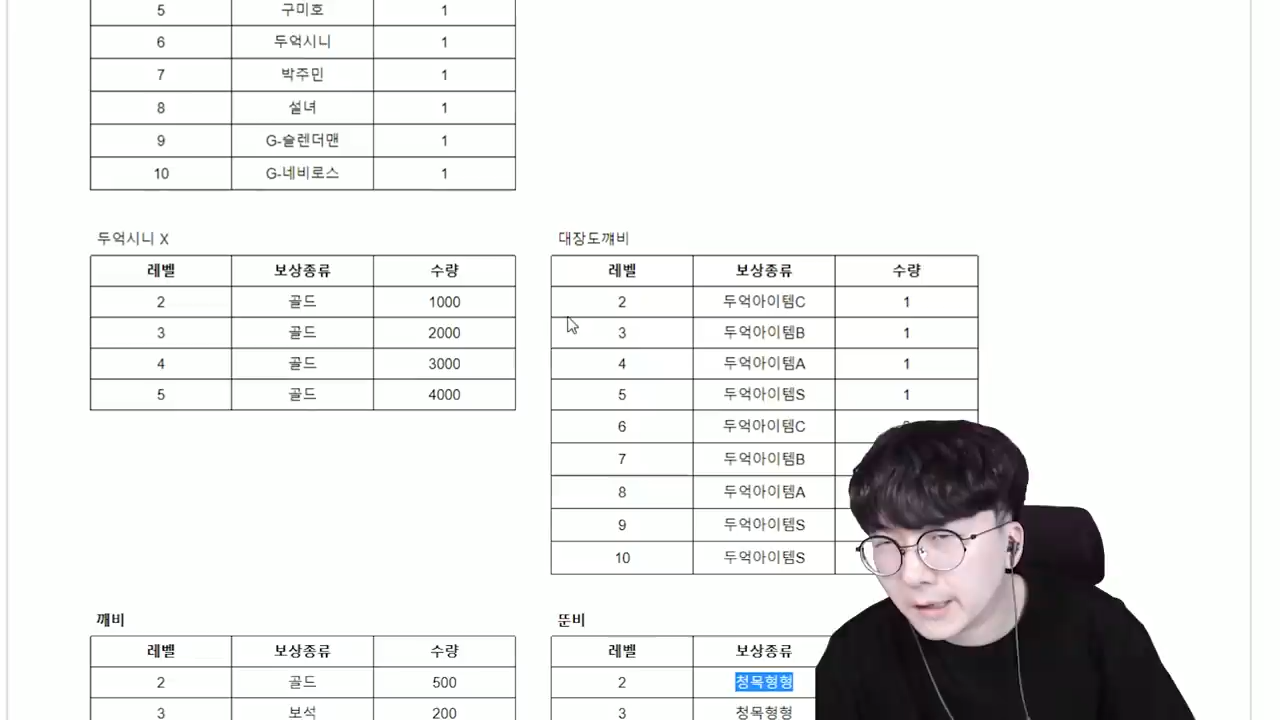 5 구미호 1
6 두억시니 1
7 박주민 1
8 설녀 1
9 G-슬렌더맨 1
10 G-네비로스 1
두억시니 X
레벨 보상종류 수량
2 골드 1000
3 골드 2000
4 골드 3000
5 골드 4000
대장도깨비
레벨 보상종류 수량
2 두억아이템C 1
3 두억아이템B 1
4 두억아이템A 1
5 두억아이템S 1
6 두억아이템C
7 두억아이템B
8 두억아이템A
9 두억아이템S
10 두억아이템S
깨비
레벨 보상종류 수량
2 골드 500
3 보석 200
뚠비
레벨 보상종류
2 청목형형
3 청목형형